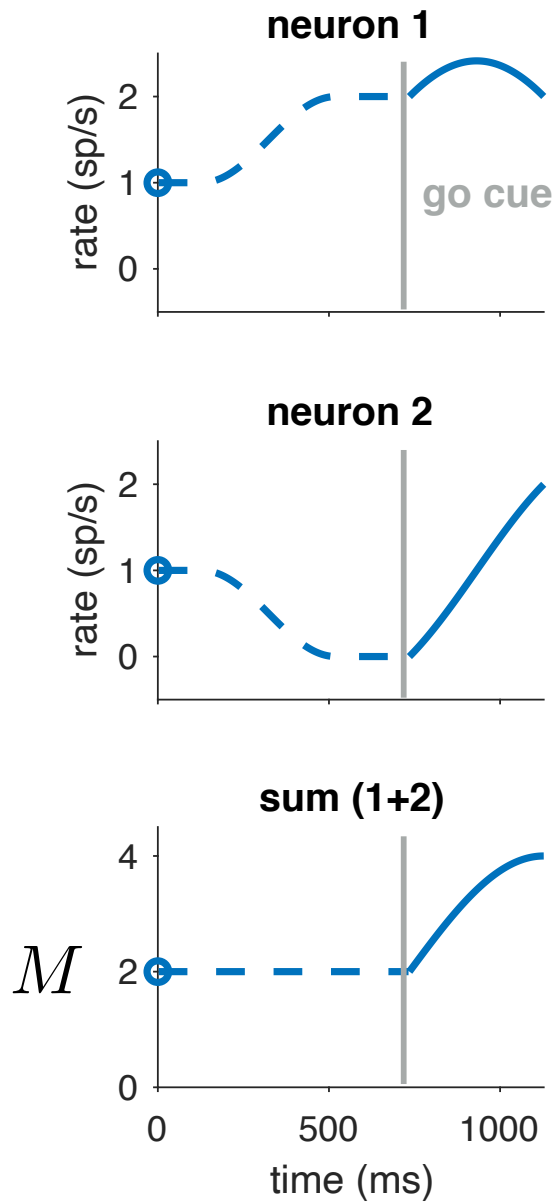 neuron 1
rate (sp/s)
2
1
0
go cue
neuron 2
rate (sp/s)
2
1
0
sum (1+2)
M
4
2
0
0 500 1000
time (ms)